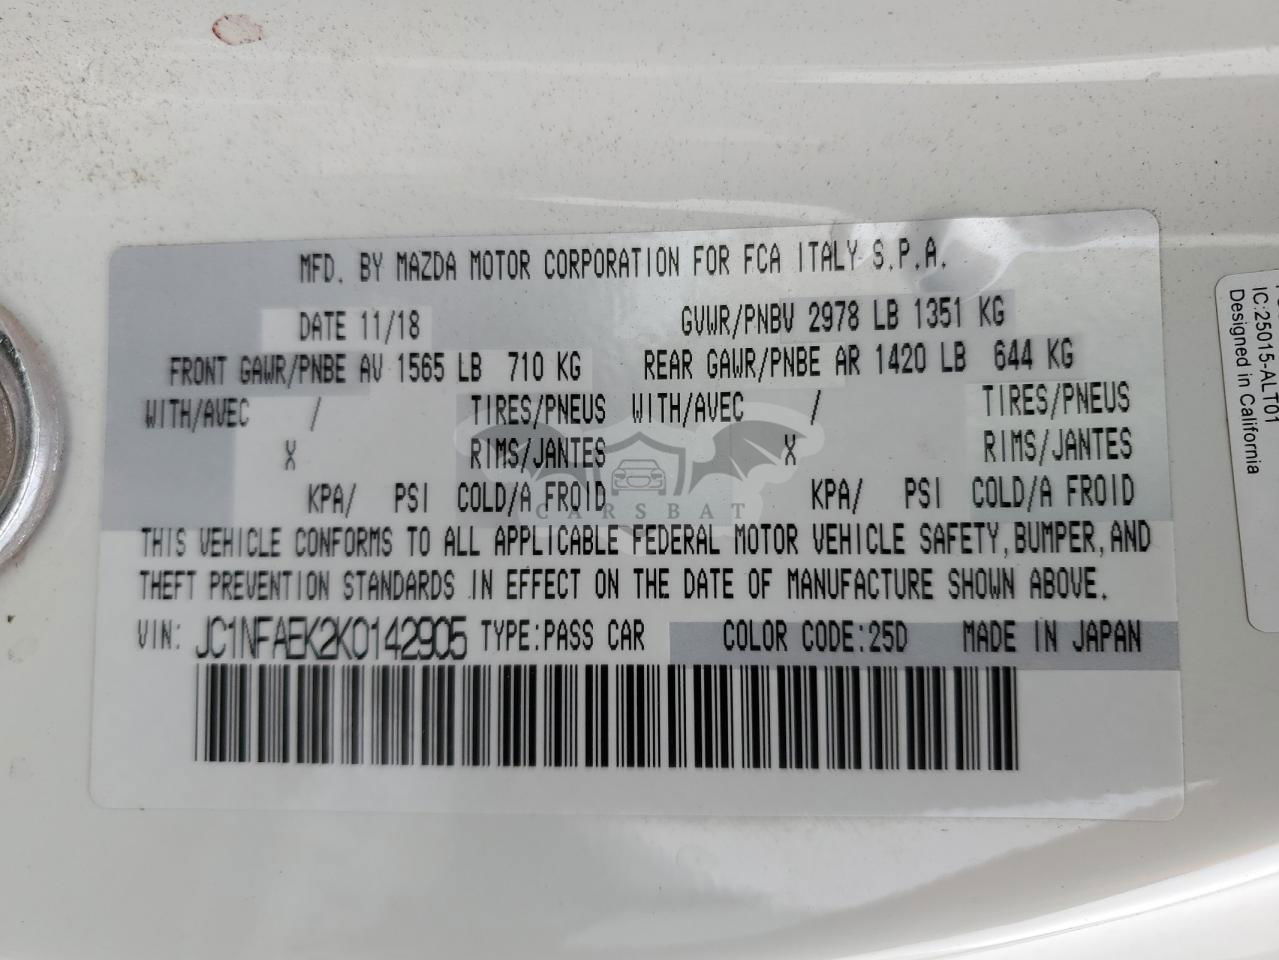 MFD. BY MAZDA MOTOR CORPORATION FOR FCA ITALY S.P.A.
DATE 11/18 GVWR/PNBV 2978 LB 1351 KG
FRONT GAWR/PNBE AV 1565 LB 710 KG REAR GAWR/PNBE AR 1420 LB 644 KG
WITH/AVEC / TIRES/PNEUS WITH/AVEC / TIRES/PNEUS
X RIMS/JANTES X RIMS/JANTES
KPA/ PSI COLD/A FROID KPA/ PSI COLD/A FROID
CARSBAT
THIS VEHICLE CONFORMS TO ALL APPLICABLE FEDERAL MOTOR VEHICLE SAFETY, BUMPER, AND
THEFT PREVENTION STANDARDS IN EFFECT ON THE DATE OF MANUFACTURE SHOWN ABOVE.
VIN: JC1NFAEK2K0142905 TYPE:PASS CAR COLOR CODE:25D MADE IN JAPAN
IC:25015-ALT01
Designed in California